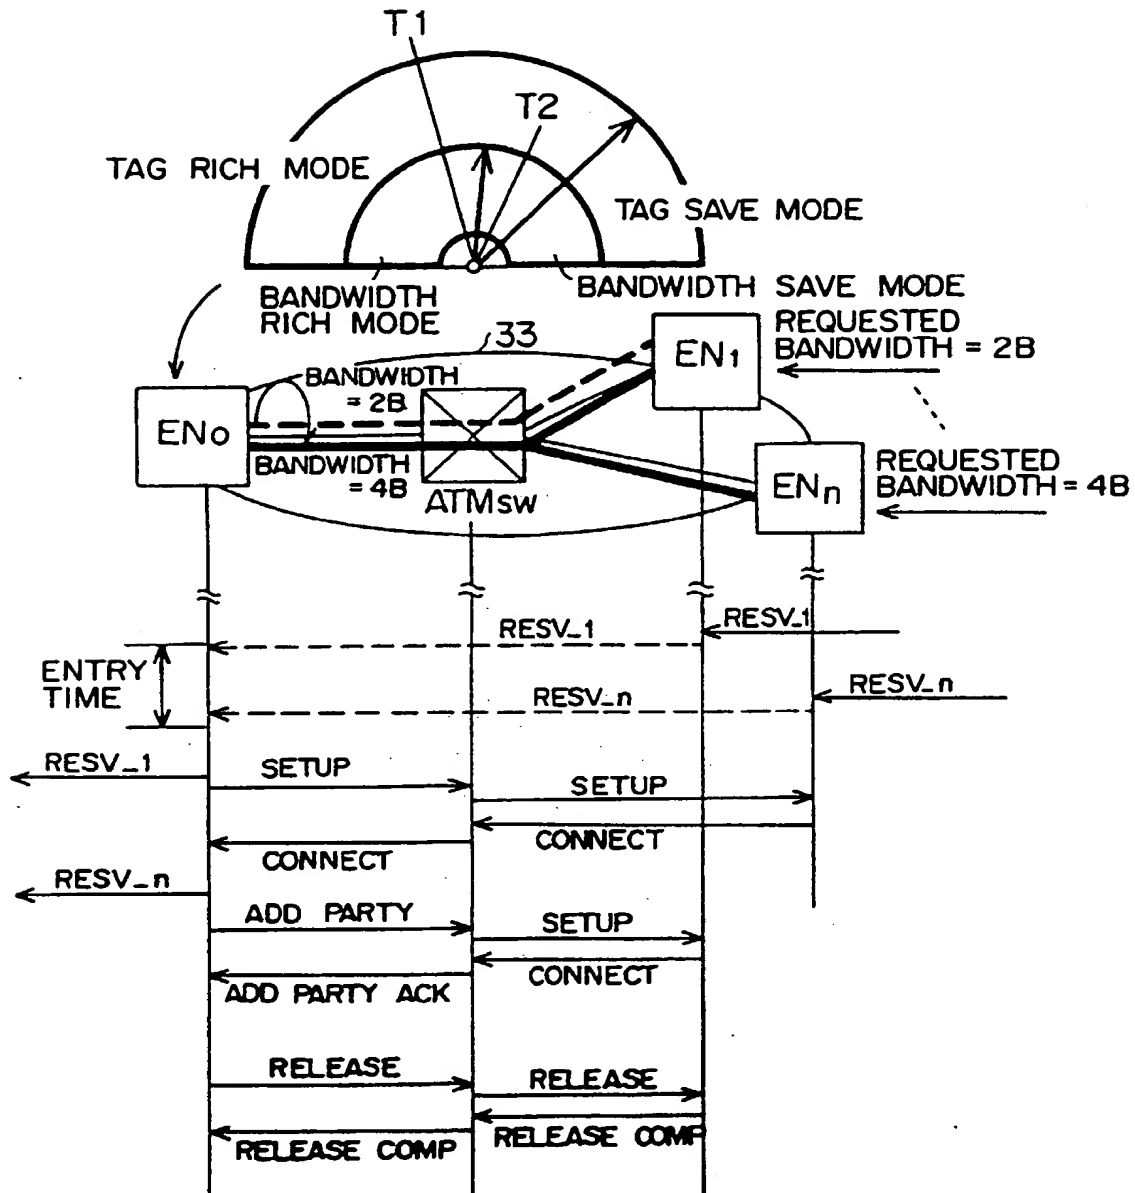 T1
T2
TAG RICH MODE
TAG SAVE MODE
BANDWIDTH
RICH MODE
BANDWIDTH SAVE MODE
33
EN1
REQUESTED
BANDWIDTH = 2B
BANDWIDTH
= 2B
EN0
BANDWIDTH
= 4B
ATMSW
ENn
REQUESTED
BANDWIDTH = 4B
RESV_1
RESV_1
ENTRY
TIME
RESV_n
RESV_n
RESV_1
SETUP
SETUP
CONNECT
CONNECT
RESV_n
ADD PARTY
SETUP
CONNECT
ADD PARTY ACK
RELEASE
RELEASE
RELEASE COMP
RELEASE COMP